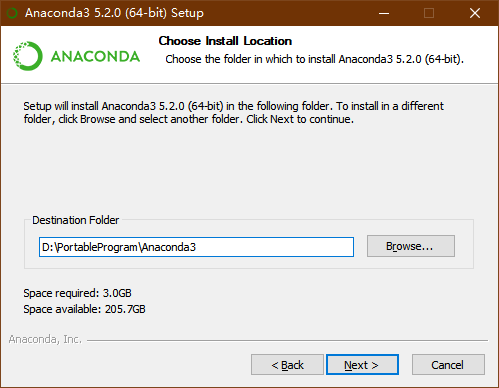 Anaconda3 5.2.0 (64-bit) Setup
ANACONDA
Choose Install Location
Choose the folder in which to install Anaconda3 5.2.0 (64-bit).
Setup will install Anaconda3 5.2.0 (64-bit) in the following folder. To install in a different
folder, click Browse and select another folder. Click Next to continue.
Destination Folder
D:\PortableProgram\Anaconda3
Browse...
Space required: 3.0GB
Space available: 205.7GB
Anaconda, Inc.
< Back
Next >
Cancel